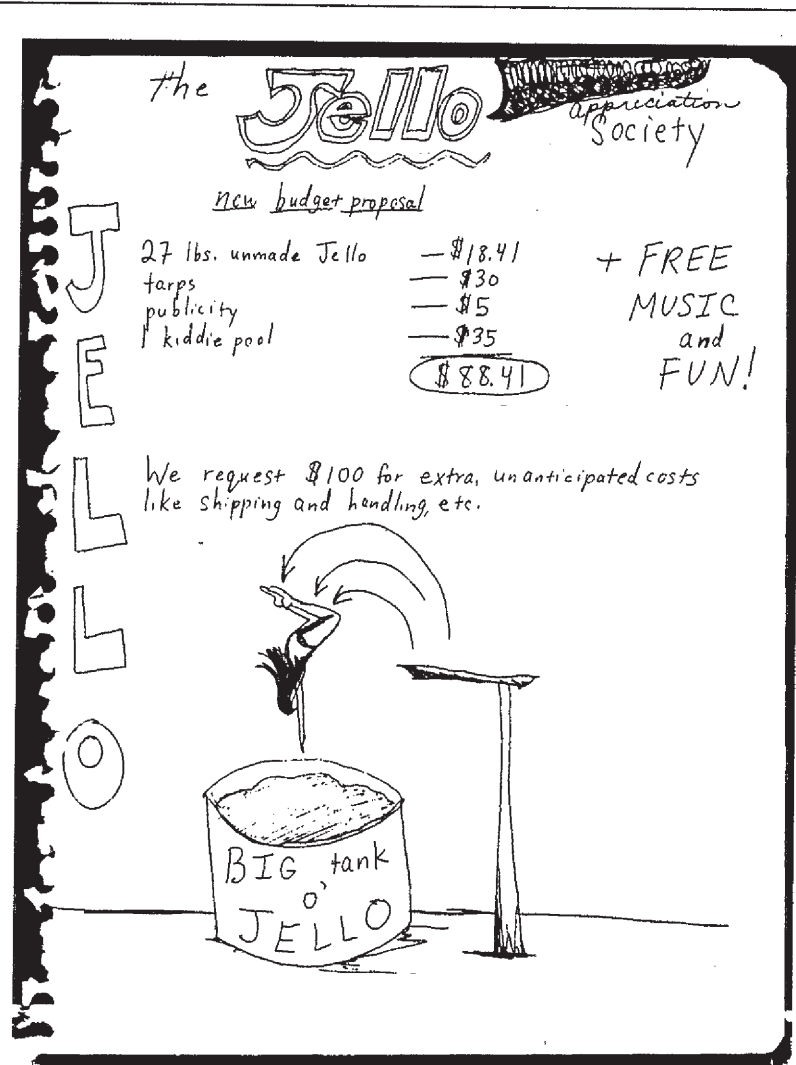 the Jello appreciation
Society
new budget proposal
J
E
L
L
O
27 lbs. unmade Jello — $18.41
tarps — $30
publicity — $5
1 kiddie pool — $35
$88.41
+ FREE
MUSIC
and
FUN!
We request $100 for extra, unanticipated costs
like shipping and handling, etc.
BIG tank
o'
JELLO